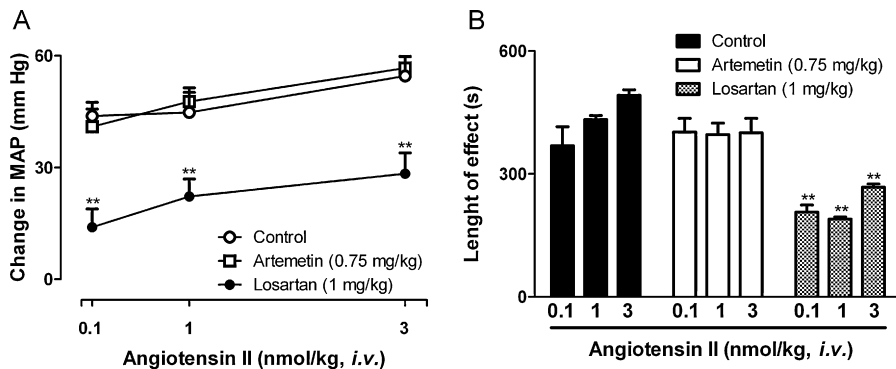 A
Change in MAP (mm Hg)
60
30
0
**
**
**
Control
Artemetin (0.75 mg/kg)
Losartan (1 mg/kg)
0.1 1 3
Angiotensin II (nmol/kg, i.v.)
B
Lenght of effect (s)
600
300
0
Control
Artemetin (0.75 mg/kg)
Losartan (1 mg/kg)
**
**
**
0.1 1 3 0.1 1 3 0.1 1 3
Angiotensin II (nmol/kg, i.v.)